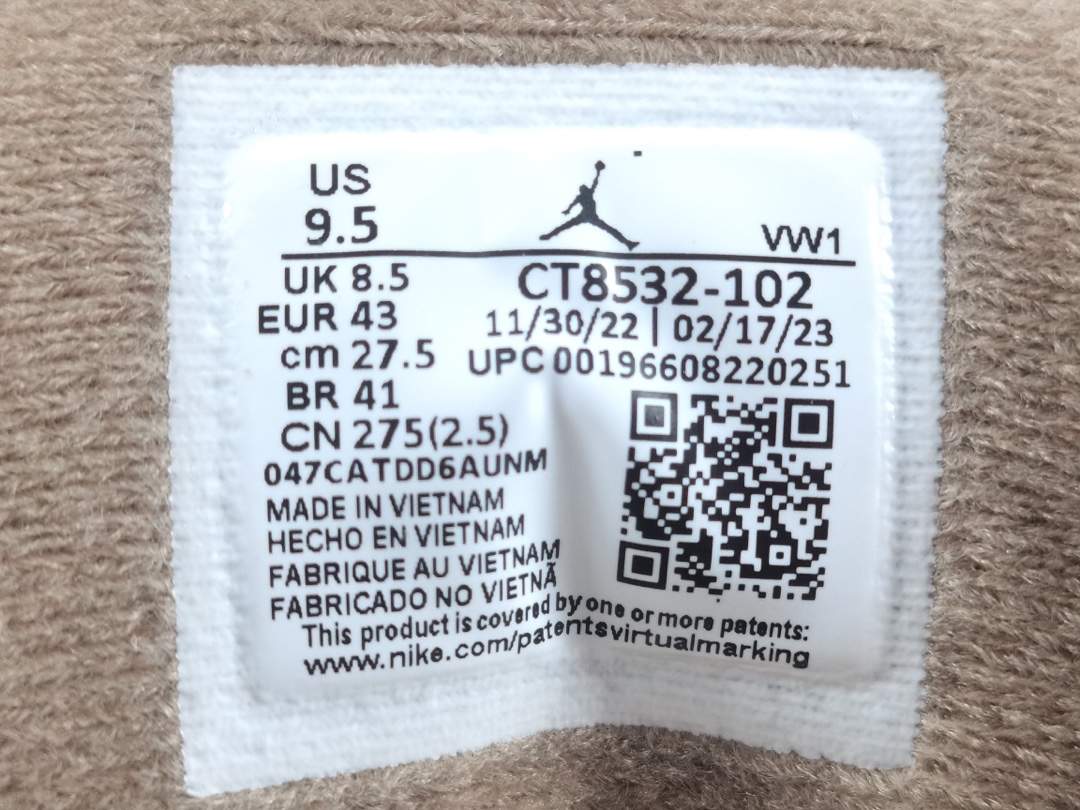 US
9.5
VW1
UK 8.5
EUR 43
cm 27.5
BR 41
CN 275(2.5)
CT8532-102
11/30/22 | 02/17/23
UPC 00196608220251
047CATDD6AUNM
MADE IN VIETNAM
HECHO EN VIETNAM
FABRIQUE AU VIETNAM
FABRICADO NO VIETNÃ
This product is covered by one or more patents:
www.nike.com/patentsvirtualmarking